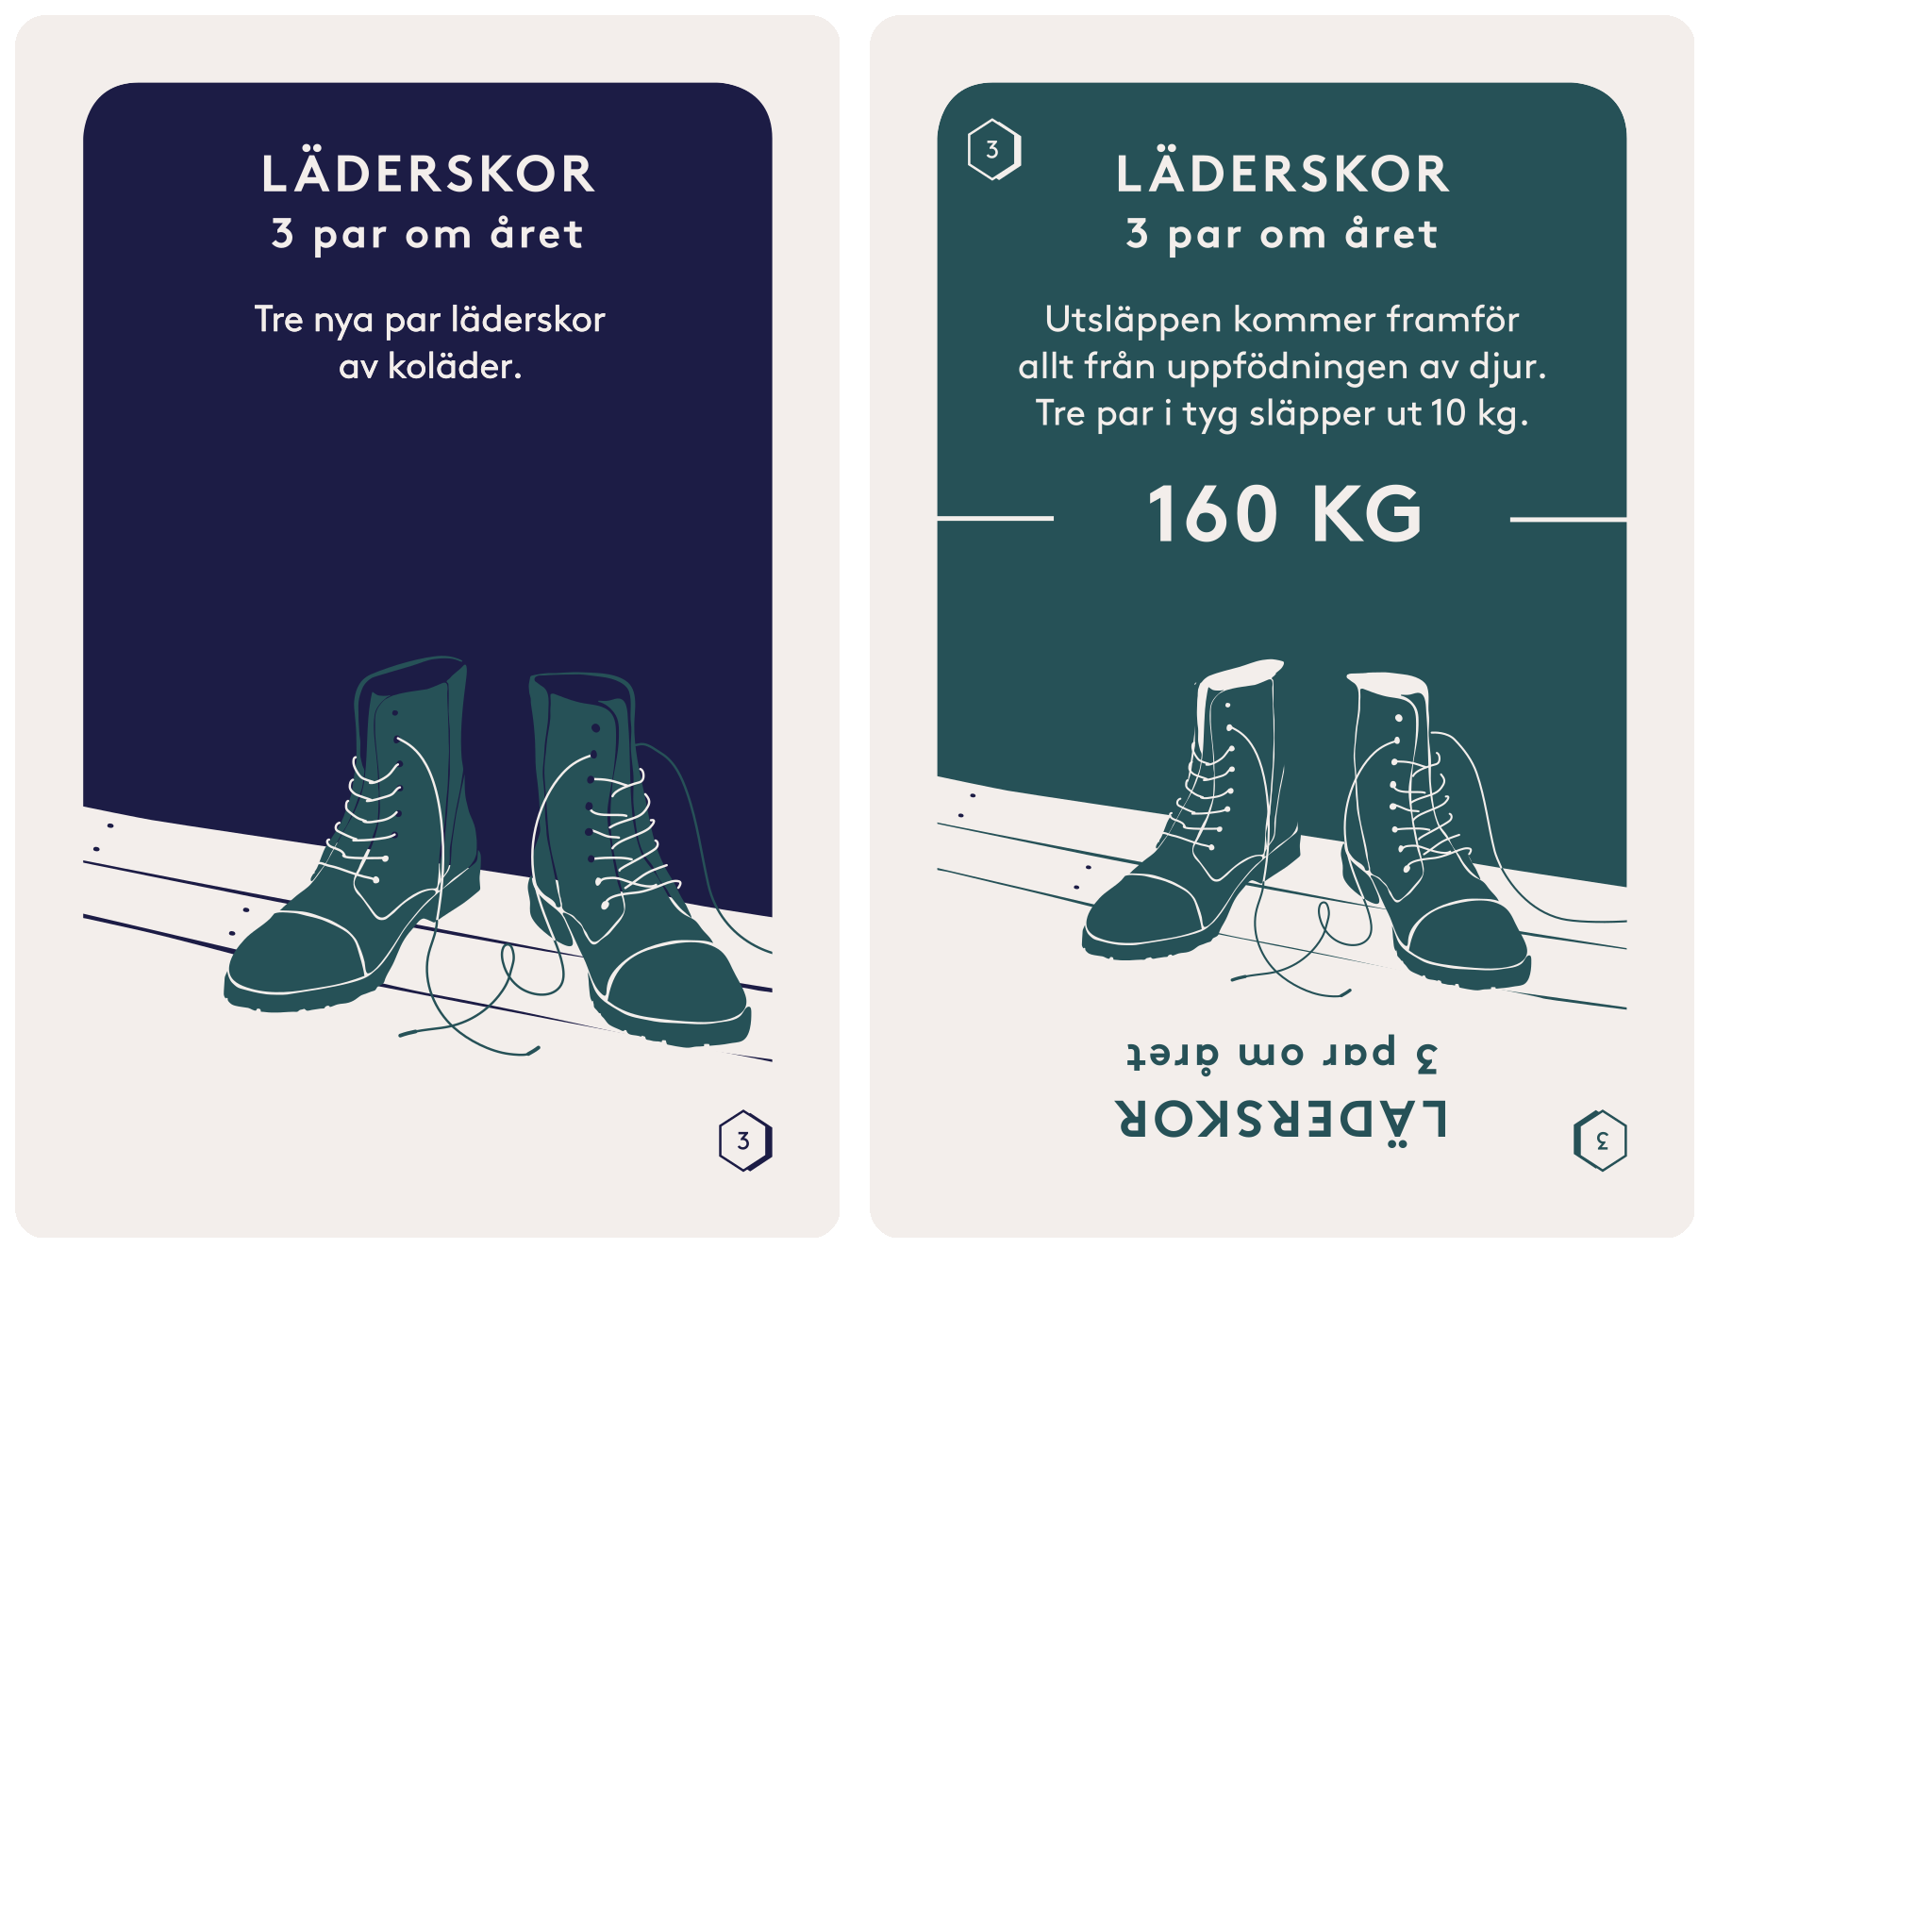 LÄDERSKOR
3 par om året
Tre nya par läderskor
av koläder.
3
3
LÄDERSKOR
3 par om året
Utsläppen kommer framför
allt från uppfödningen av djur.
Tre par i tyg släpper ut 10 kg.
160 KG
3 par om året
LÄDERSKOR
3